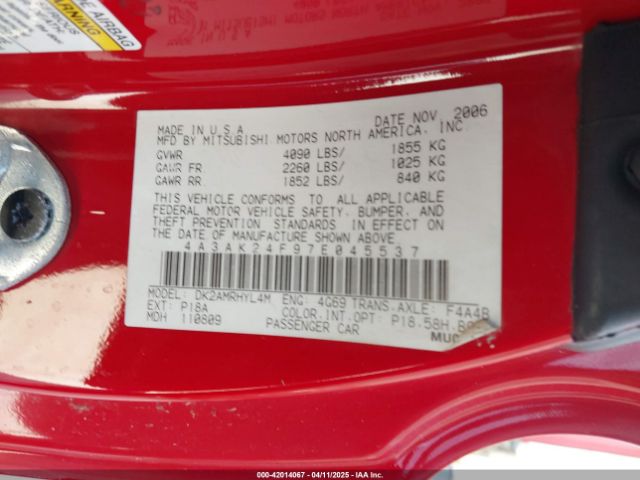 DE AIRBAG
WARNING
MADE IN U.S.A
DATE NOV, 2006
MFD BY MITSUBISHI MOTORS NORTH AMERICA, INC
GVWR 4090 LBS/ 1855 KG
GAWR FR 2260 LBS/ 1025 KG
GAWR RR 1852 LBS/ 840 KG
THIS VEHICLE CONFORMS TO ALL APPLICABLE
FEDERAL MOTOR VEHICLE SAFETY, BUMPER, AND
THEFT PREVENTION STANDARDS IN EFFECT ON
THE DATE OF MANUFACTURE SHOWN ABOVE
4A3AK24F97E045537
MODEL: DK2AMRHYL4M ENG: 4G69 TRANS.AXLE: F4A4B
EXT: P18A COLOR.INT.OPT: P18.58H.
MDH 110809 PASSENGER CAR
MUC
000-42014067 - 04/11/2025 - IAA Inc.